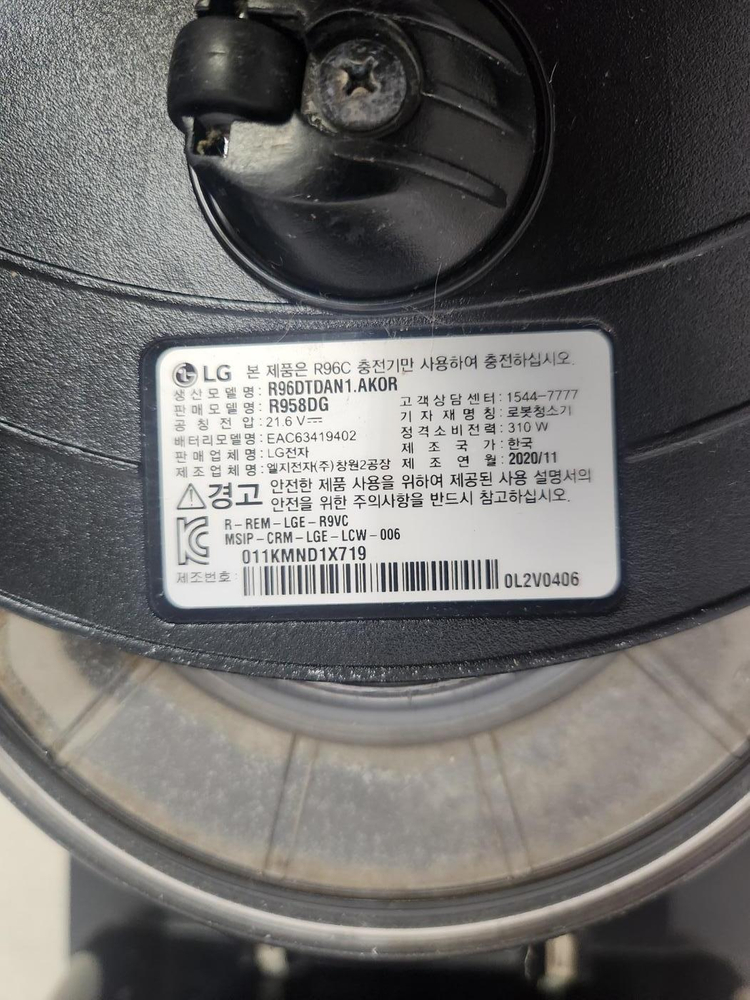 LG 본 제품은 R96C 충전기만 사용하여 충전하십시오.
생산모델명 : R96DTDAN1.AKOR
판매모델명 : R958DG
공칭전압 : 21.6 V
배터리모델명 : EAC63419402
판매업체명 : LG전자
제조업체명 : 엘지전자(주)창원2공장
고객상담센터 : 1544-7777
기자재명칭 : 로봇청소기
정격소비전력 : 310 W
제조국가 : 한국
제조연월 : 2020/11
경고 안전한 제품 사용을 위하여 제공된 사용 설명서의
안전을 위한 주의사항을 반드시 참고하십시오.
R-REM-LGE-R9VC
MSIP-CRM-LGE-LCW-006
011KMND1X719
제조번호 :
0L2V0406